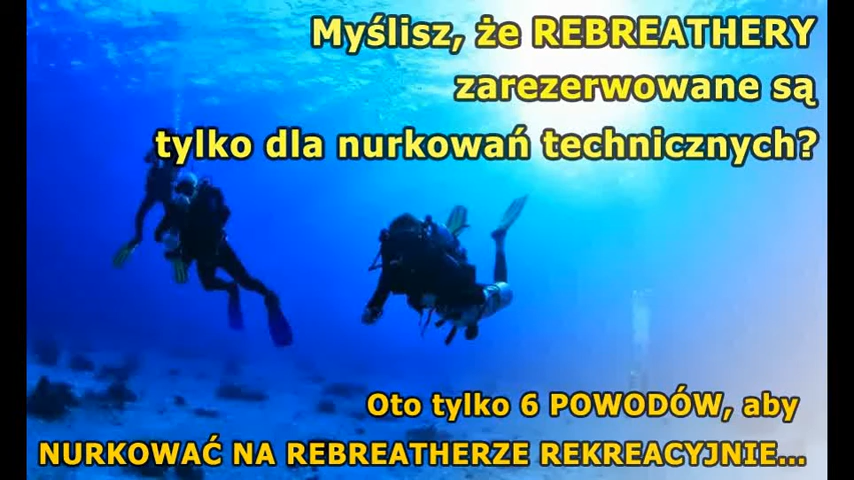 Myślisz, że REBREATHERY
zarezerwowane są
tylko dla nurkowań technicznych?
Oto tylko 6 POWODÓW, aby
NURKOWAĆ NA REBREATHERZE REKREACYJNIE...